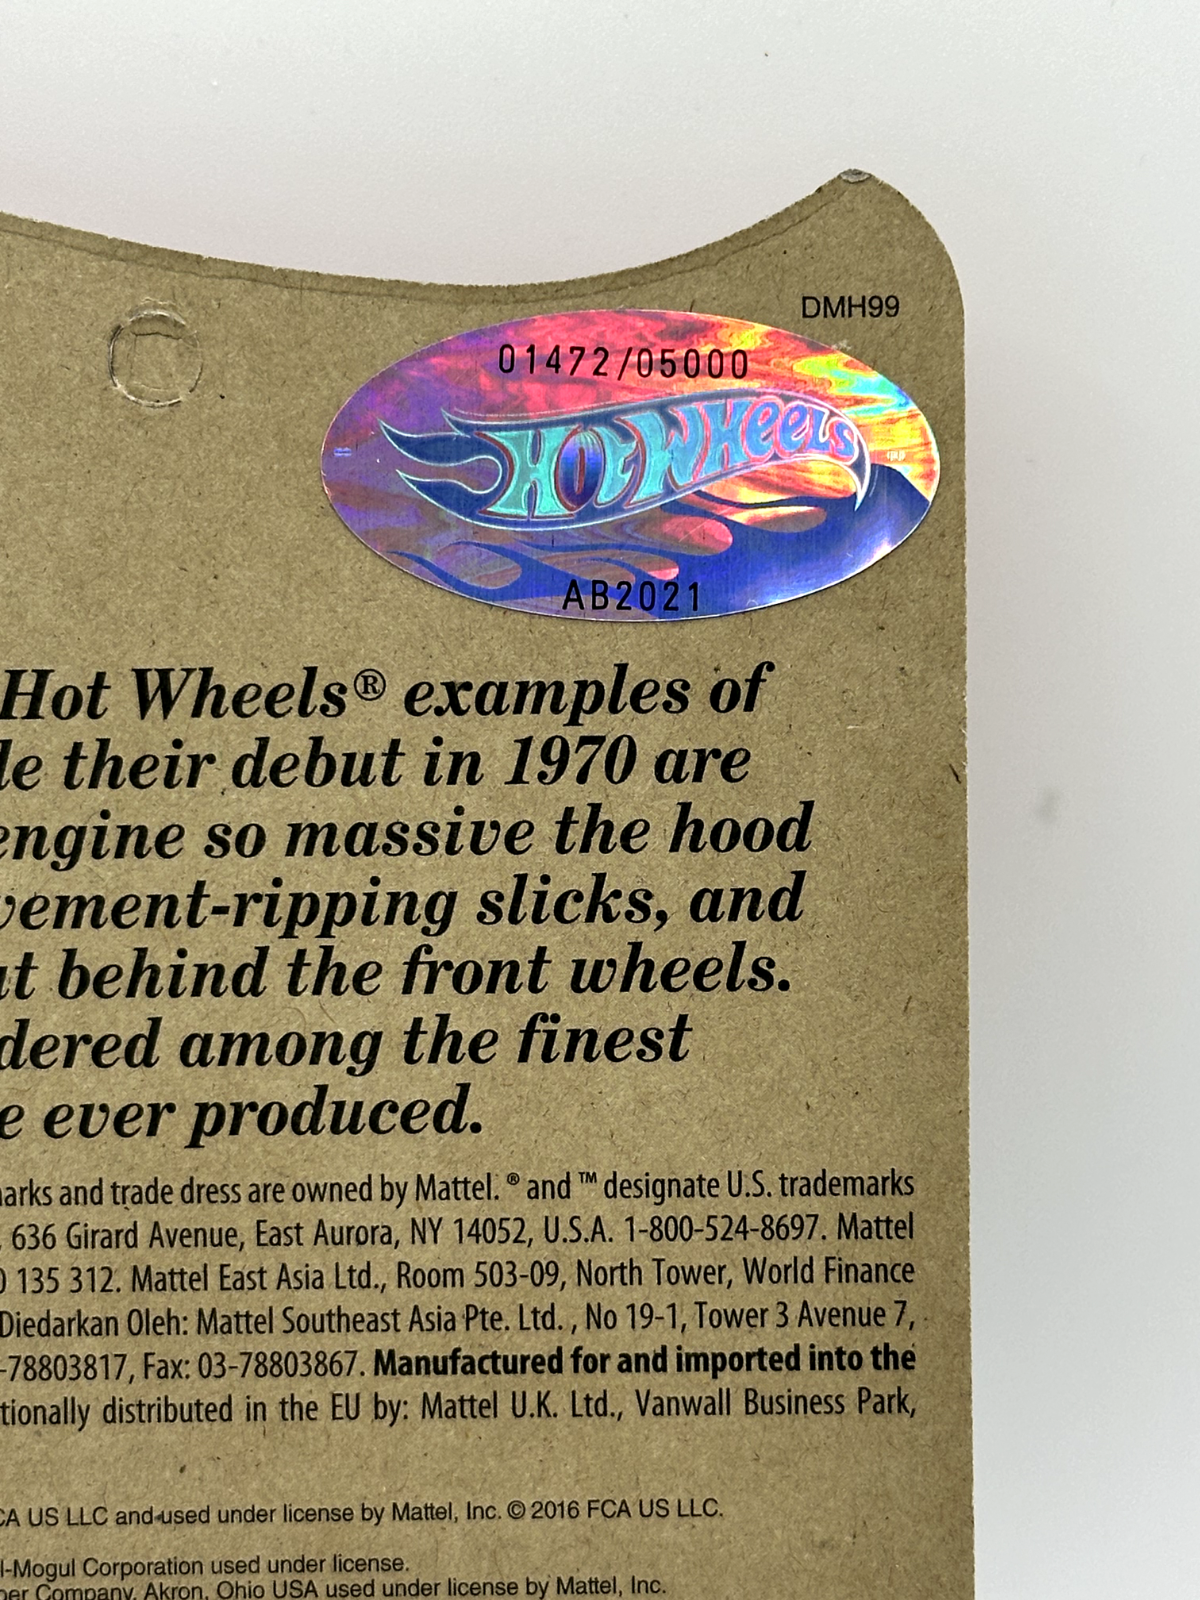 DMH99
01472/05000
HOT WHEELS
AB2021
Hot Wheels® examples of
le their debut in 1970 are
engine so massive the hood
vement-ripping slicks, and
ut behind the front wheels.
dered among the finest
e ever produced.
arks and trade dress are owned by Mattel. ® and ™ designate U.S. trademarks
, 636 Girard Avenue, East Aurora, NY 14052, U.S.A. 1-800-524-8697. Mattel
0 135 312. Mattel East Asia Ltd., Room 503-09, North Tower, World Finance
Diedarkan Oleh: Mattel Southeast Asia Pte. Ltd. , No 19-1, Tower 3 Avenue 7,
-78803817, Fax: 03-78803867. Manufactured for and imported into the
tionally distributed in the EU by: Mattel U.K. Ltd., Vanwall Business Park,
CA US LLC and used under license by Mattel, Inc. © 2016 FCA US LLC.
l-Mogul Corporation used under license.
ber Company, Akron, Ohio USA used under license by Mattel, Inc.